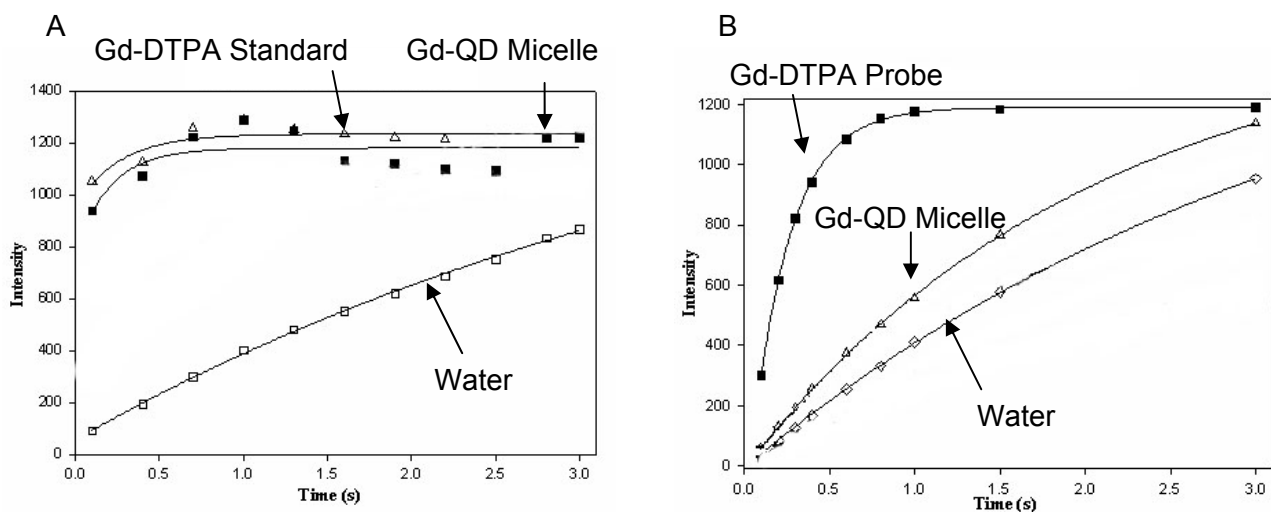 A
Gd-DTPA Standard
Gd-QD Micelle
1400
1200
1000
800
600
400
200
0
Intensity
Water
0.0 0.5 1.0 1.5 2.0 2.5 3.0
Time (s)
B
Gd-DTPA Probe
1200
1000
800
600
400
200
0
Intensity
Gd-QD Micelle
Water
0.0 0.5 1.0 1.5 2.0 2.5 3.0
Time (s)